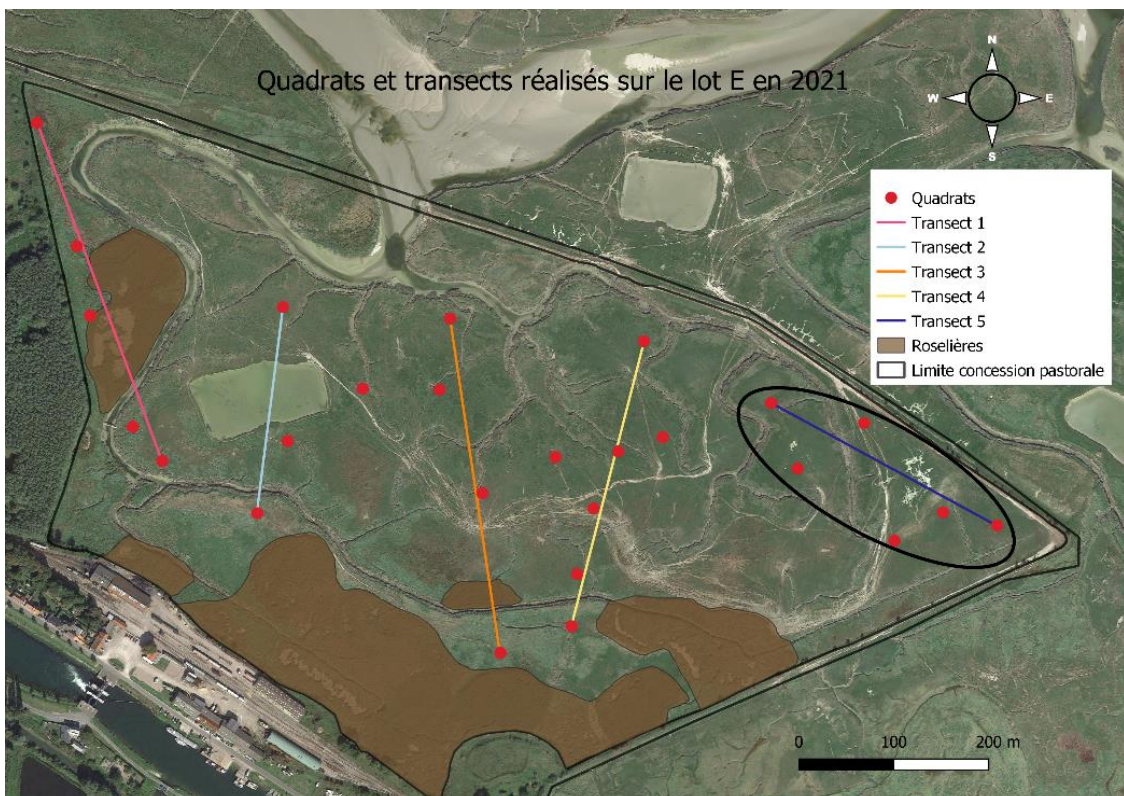 Quadrats et transects réalisés sur le lot E en 2021
N
W E
S
Quadrats
Transect 1
Transect 2
Transect 3
Transect 4
Transect 5
Roselières
Limite concession pastorale
0 100 200 m